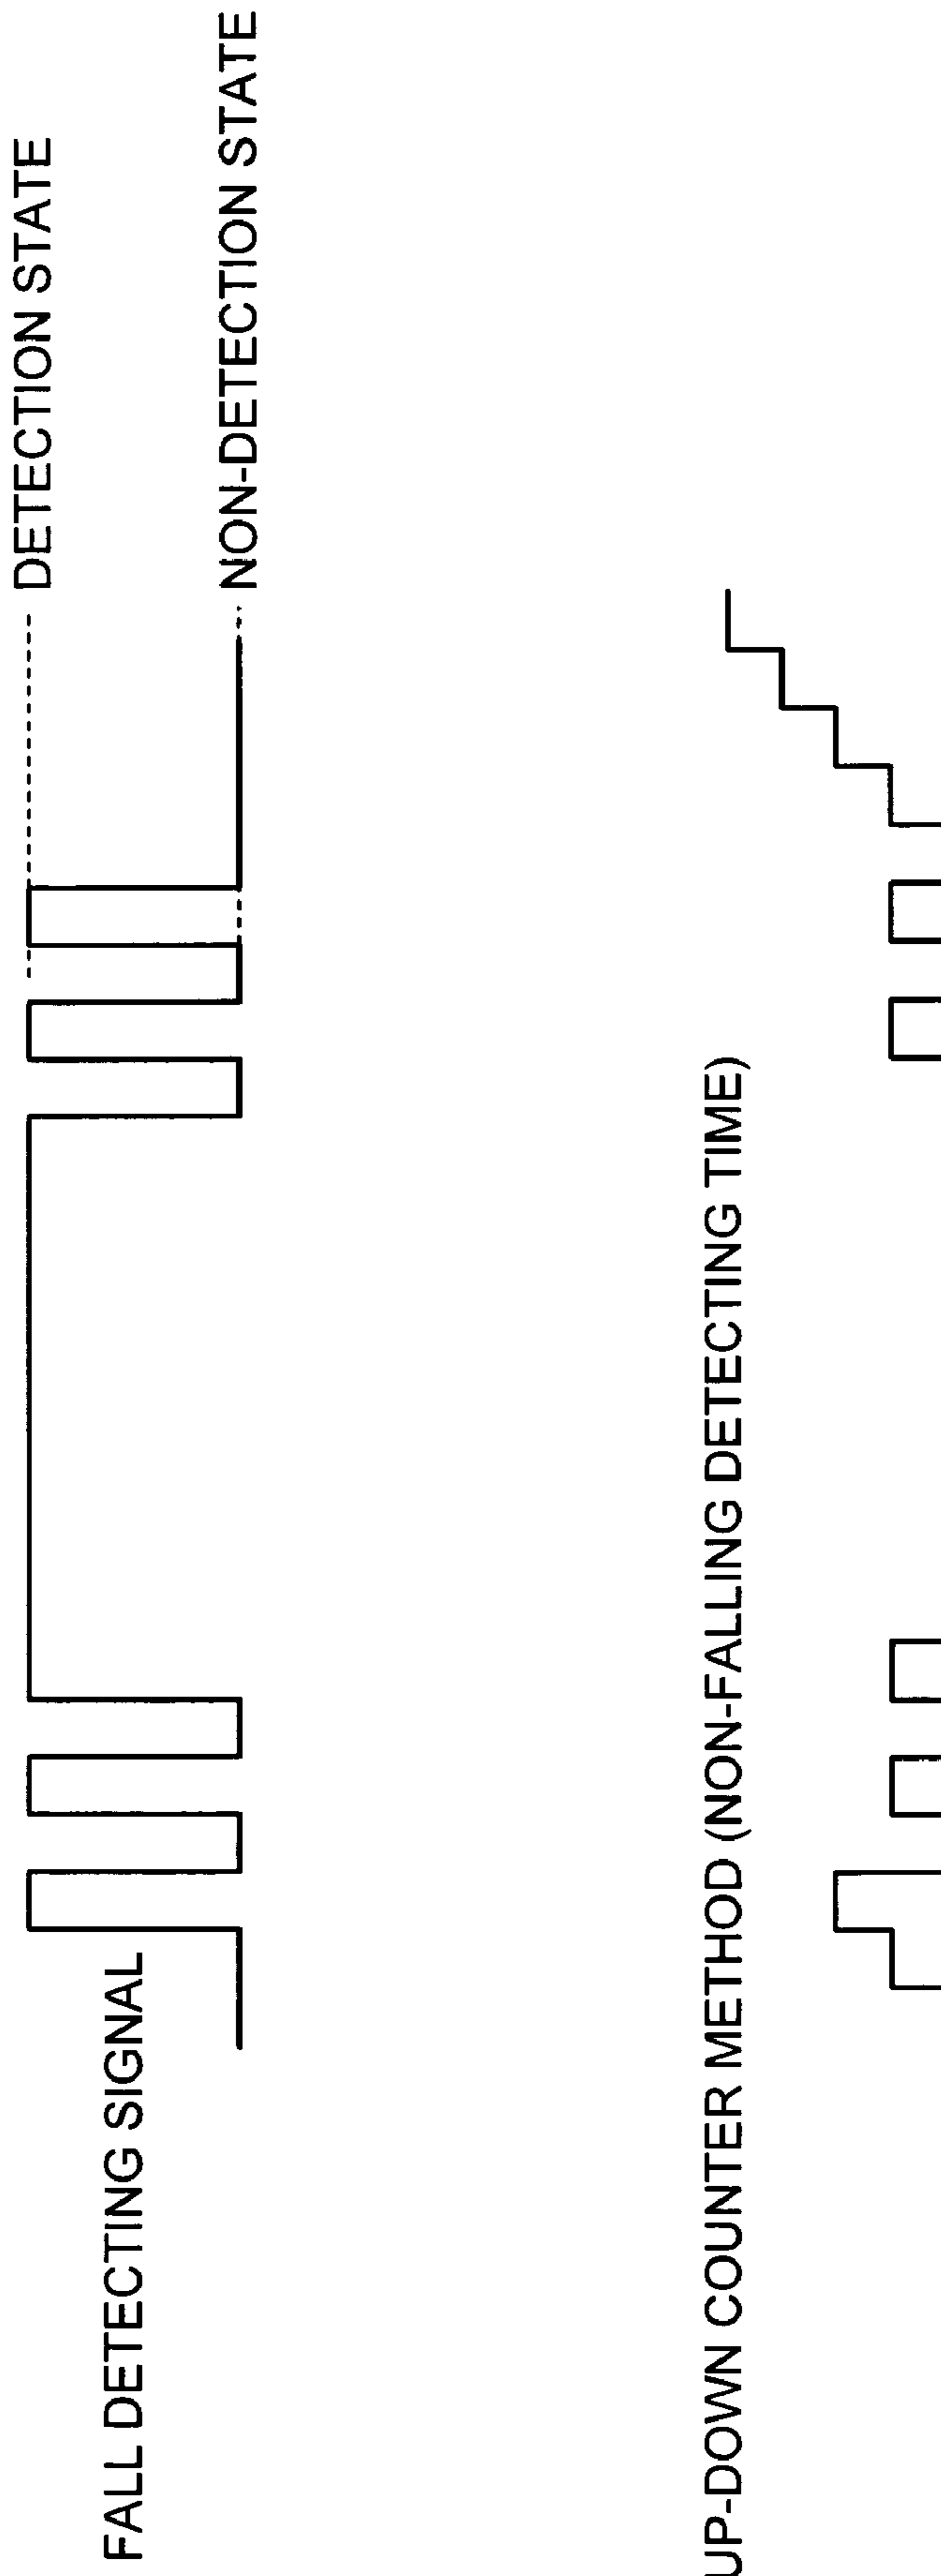 DETECTION STATE
NON-DETECTION STATE
FALL DETECTING SIGNAL
UP-DOWN COUNTER METHOD (NON-FALLING DETECTING TIME)